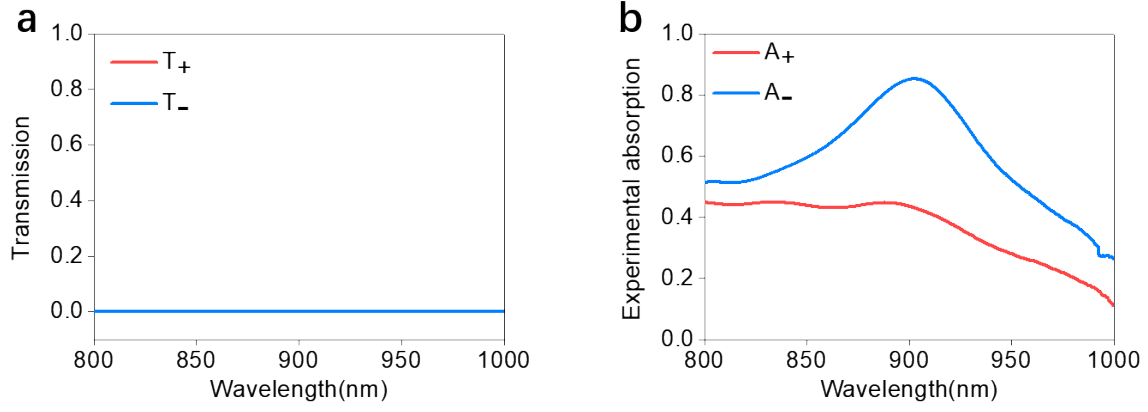 a
1.0
0.8
0.6
0.4
0.2
0.0
Transmission
T+
T-
800
850
900
950
1000
Wavelength(nm)
b
1.0
0.8
0.6
0.4
0.2
0.0
Experimental absorption
A+
A-
800
850
900
950
1000
Wavelength(nm)